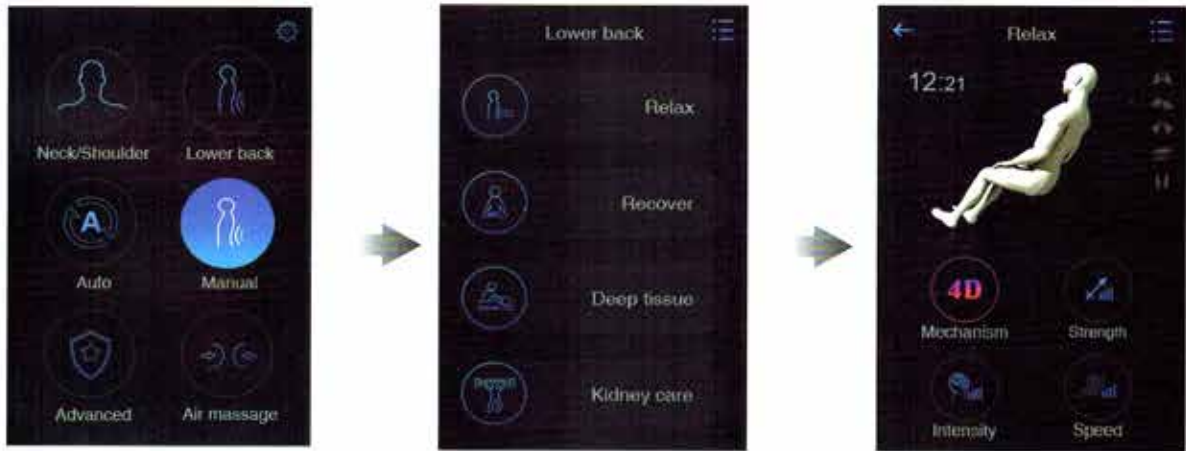 Neck/Shoulder
Lower back
A
Auto
Manual
Advanced
Air massage
Lower back
Relax
Recover
Deep tissue
Kidney care
Relax
12:21
4D
Mechanism
Strength
Intensity
Speed